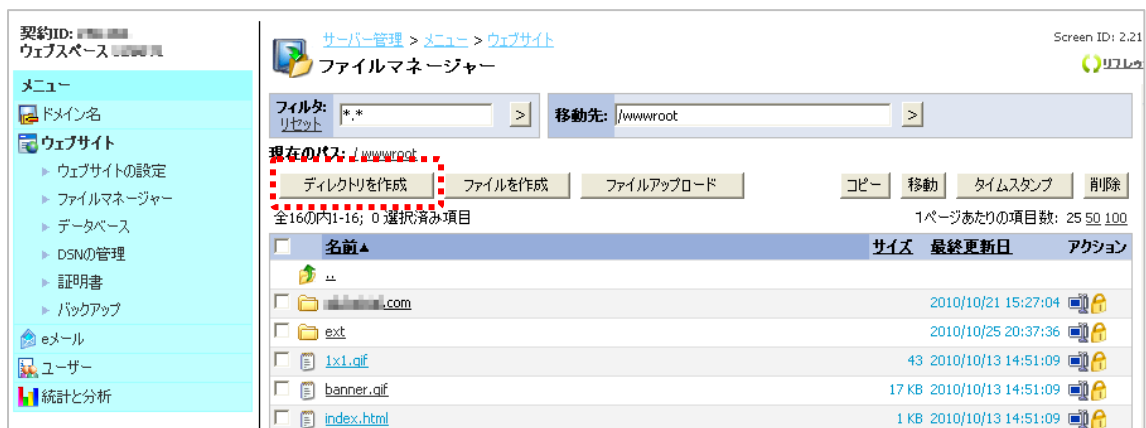 契約ID:
ウェブスペース
メニュー
ドメイン名
ウェブサイト
ウェブサイトの設定
ファイルマネージャー
データベース
DSNの管理
証明書
バックアップ
eメール
ユーザー
統計と分析
サーバー管理 > メニュー > ウェブサイト
Screen ID: 2.21
ファイルマネージャー
リフレッ
フィルタ: *.* >
リセット
移動先: /wwwroot >
現在のパス: / wwwroot
ディレクトリを作成 ファイルを作成 ファイルアップロード コピー 移動 タイムスタンプ 削除
全16の内1-16; 0 選択済み項目 1ページあたりの項目数: 25 50 100
名前▲ サイズ 最終更新日 アクション
..
.com 2010/10/21 15:27:04
ext 2010/10/25 20:37:36
1x1.gif 43 2010/10/13 14:51:09
banner.gif 17 KB 2010/10/13 14:51:09
index.html 1 KB 2010/10/13 14:51:09